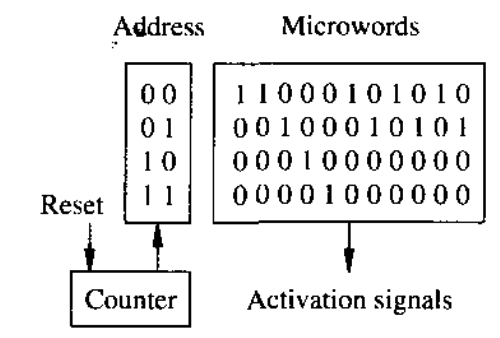 Address Microwords
0 0 1 1 0 0 0 1 0 1 0 1 0
0 1 0 0 1 0 0 0 1 0 1 0 1
1 0 0 0 0 1 0 0 0 0 0 0 0
1 1 0 0 0 0 1 0 0 0 0 0 0
Reset
Counter Activation signals